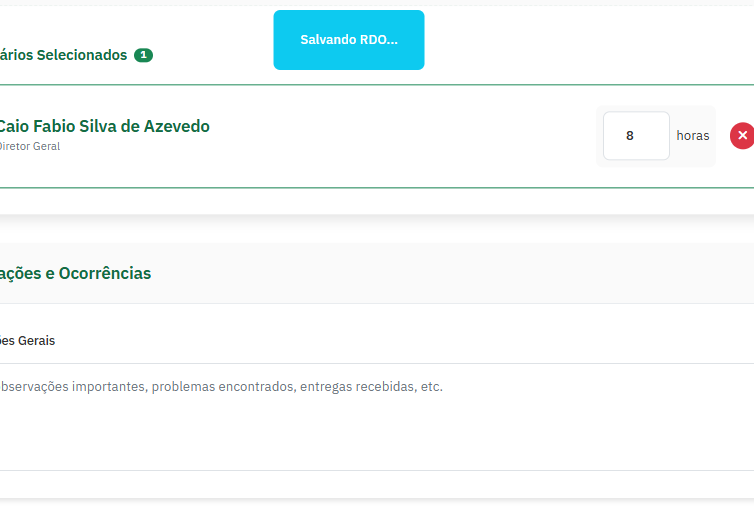 Salvando RDO...
ários Selecionados 1
Caio Fabio Silva de Azevedo
Diretor Geral
8 horas
ações e Ocorrências
ões Gerais
bservações importantes, problemas encontrados, entregas recebidas, etc.